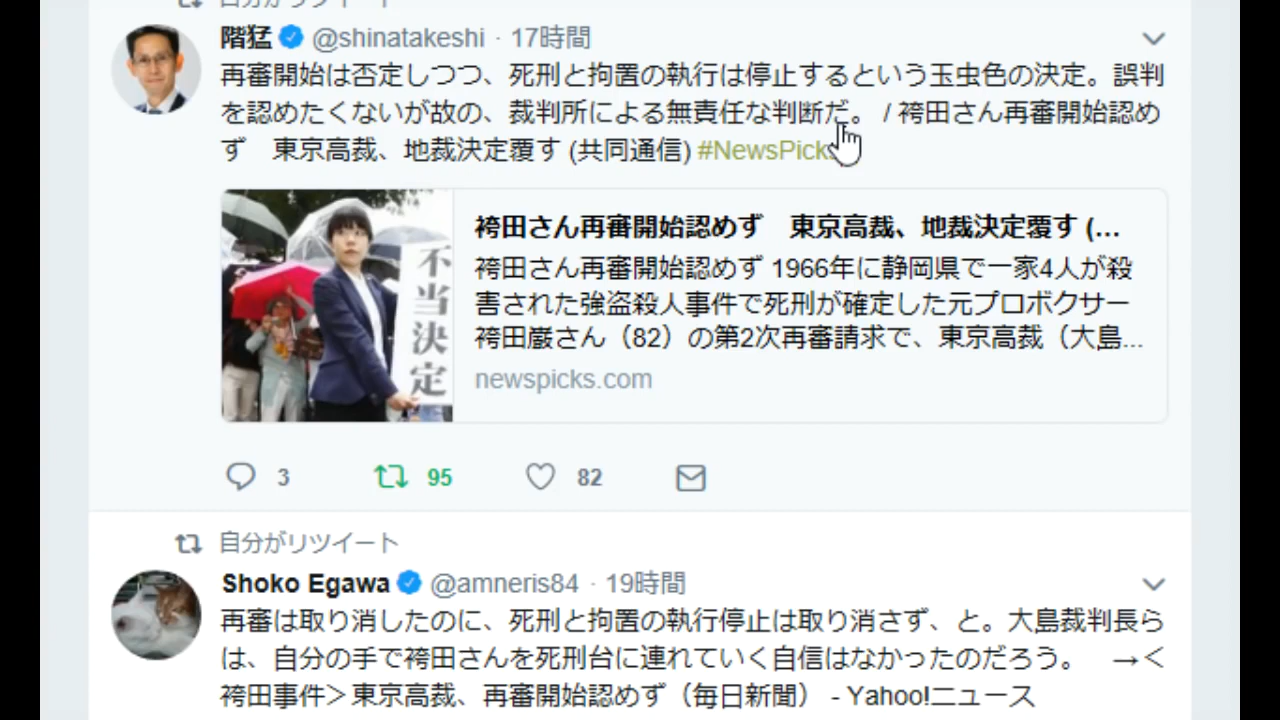 自分がリツイート
階猛 @shinatakeshi · 17時間
再審開始は否定しつつ、死刑と拘置の執行は停止するという玉虫色の決定。誤判
を認めたくないが故の、裁判所による無責任な判断だ。 / 袴田さん再審開始認め
ず　東京高裁、地裁決定覆す (共同通信) #NewsPicks
不当決定
袴田さん再審開始認めず　東京高裁、地裁決定覆す (...
袴田さん再審開始認めず 1966年に静岡県で一家4人が殺
害された強盗殺人事件で死刑が確定した元プロボクサー
袴田巌さん（82）の第2次再審請求で、東京高裁（大島...
newspicks.com
3 95 82
自分がリツイート
Shoko Egawa @amneris84 · 19時間
再審は取り消したのに、死刑と拘置の執行停止は取り消さず、と。大島裁判長ら
は、自分の手で袴田さんを死刑台に連れていく自信はなかったのだろう。　→＜
袴田事件＞東京高裁、再審開始認めず（毎日新聞） - Yahoo!ニュース